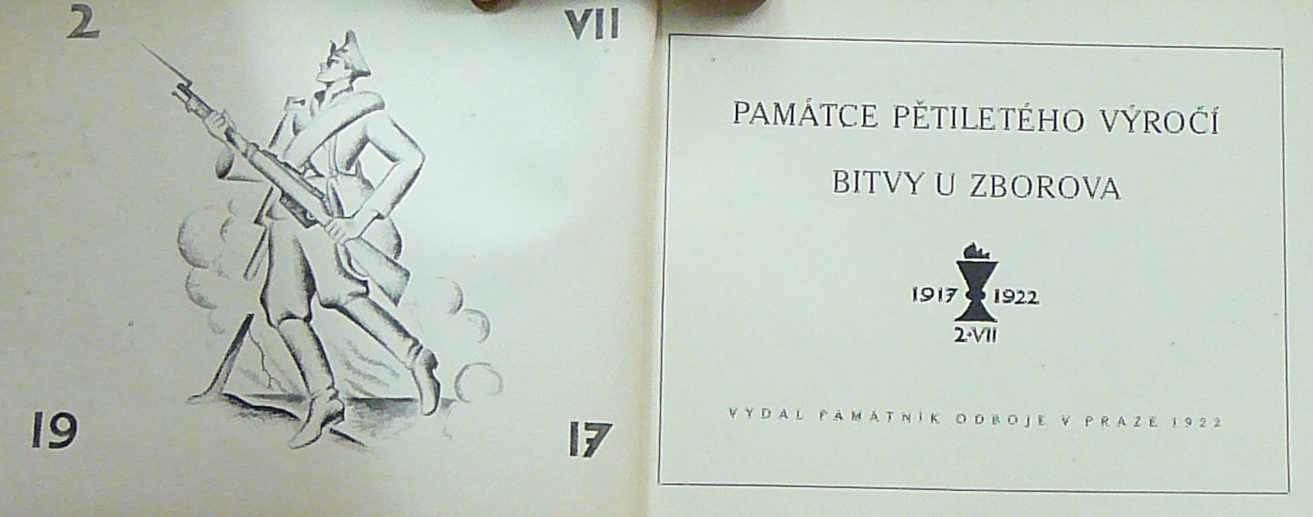 2 VII
19 17
PAMÁTCE PĚTILETÉHO VÝROČÍ
BITVY U ZBOROVA
1917 1922
2·VII
VYDAL PAMÁTNÍK ODBOJE V PRAZE 1922